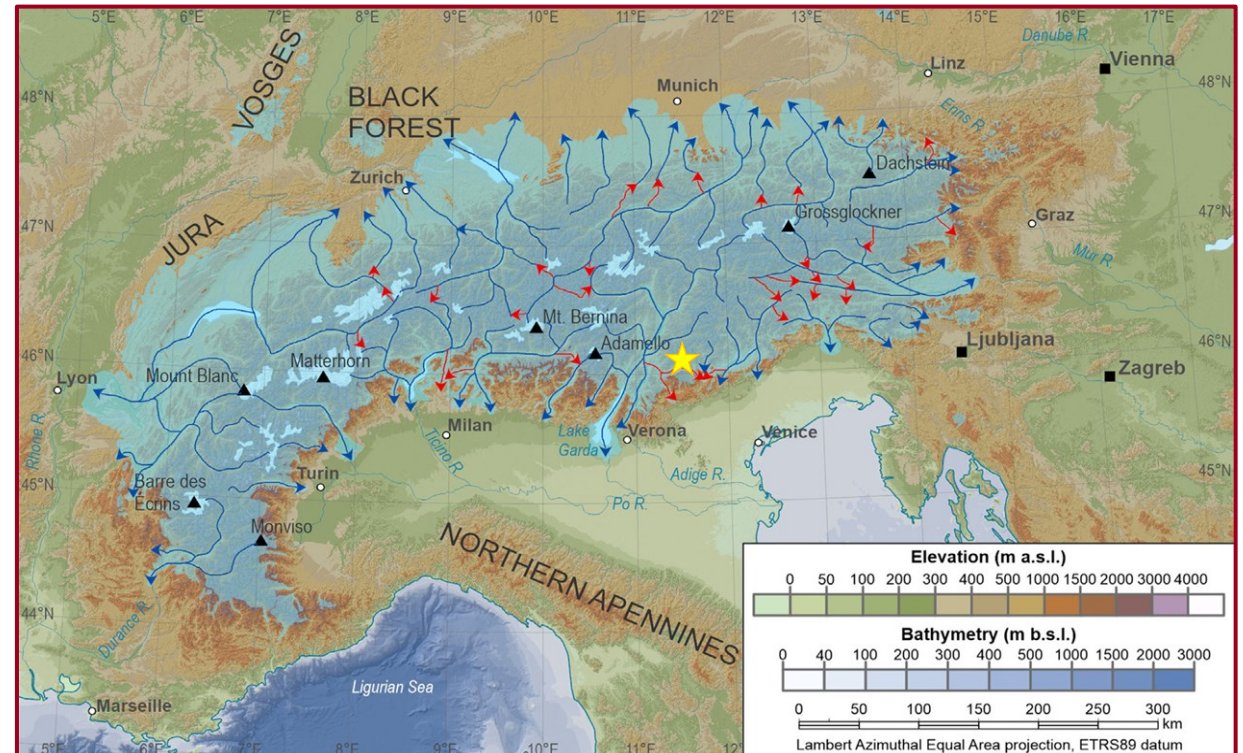 9°E
10°E
11°E
12°E
13°E
14°E
15°E
16°E
17°E
Danube R.
Vienna
Linz
48°N
48°N
VOSGES
Munich
BLACK
FOREST
Enns R.
Dachstein
Zurich
47°N
47°N
JURA
Grossglockner
Graz
Mur R.
Mt. Bernina
Adamello
46°N
46°N
Ljubljana
Matterhorn
Mount Blanc
Lyon
Zagreb
Rhone R.
Milan
Ticino R.
Lake
Garda
Verona
Venice
45°N
45°N
Turin
Adige R.
Po R.
Barre des
Écrins
Monviso
NORTHERN APENNINES
44°N
Durance R.
Ligurian Sea
Marseille
5°E
6°E
7°E
8°E
9°E
10°E
11°E
12°
Elevation (m a.s.l.)
0 50 100 200 300 400 500 1000 1500 2000 3000 4000
Bathymetry (m b.s.l.)
0 40 100 200 300 400 500 1000 1500 2000 3000
0 50 100 150 200 250 300 km
Lambert Azimuthal Equal Area projection, ETRS89 datum